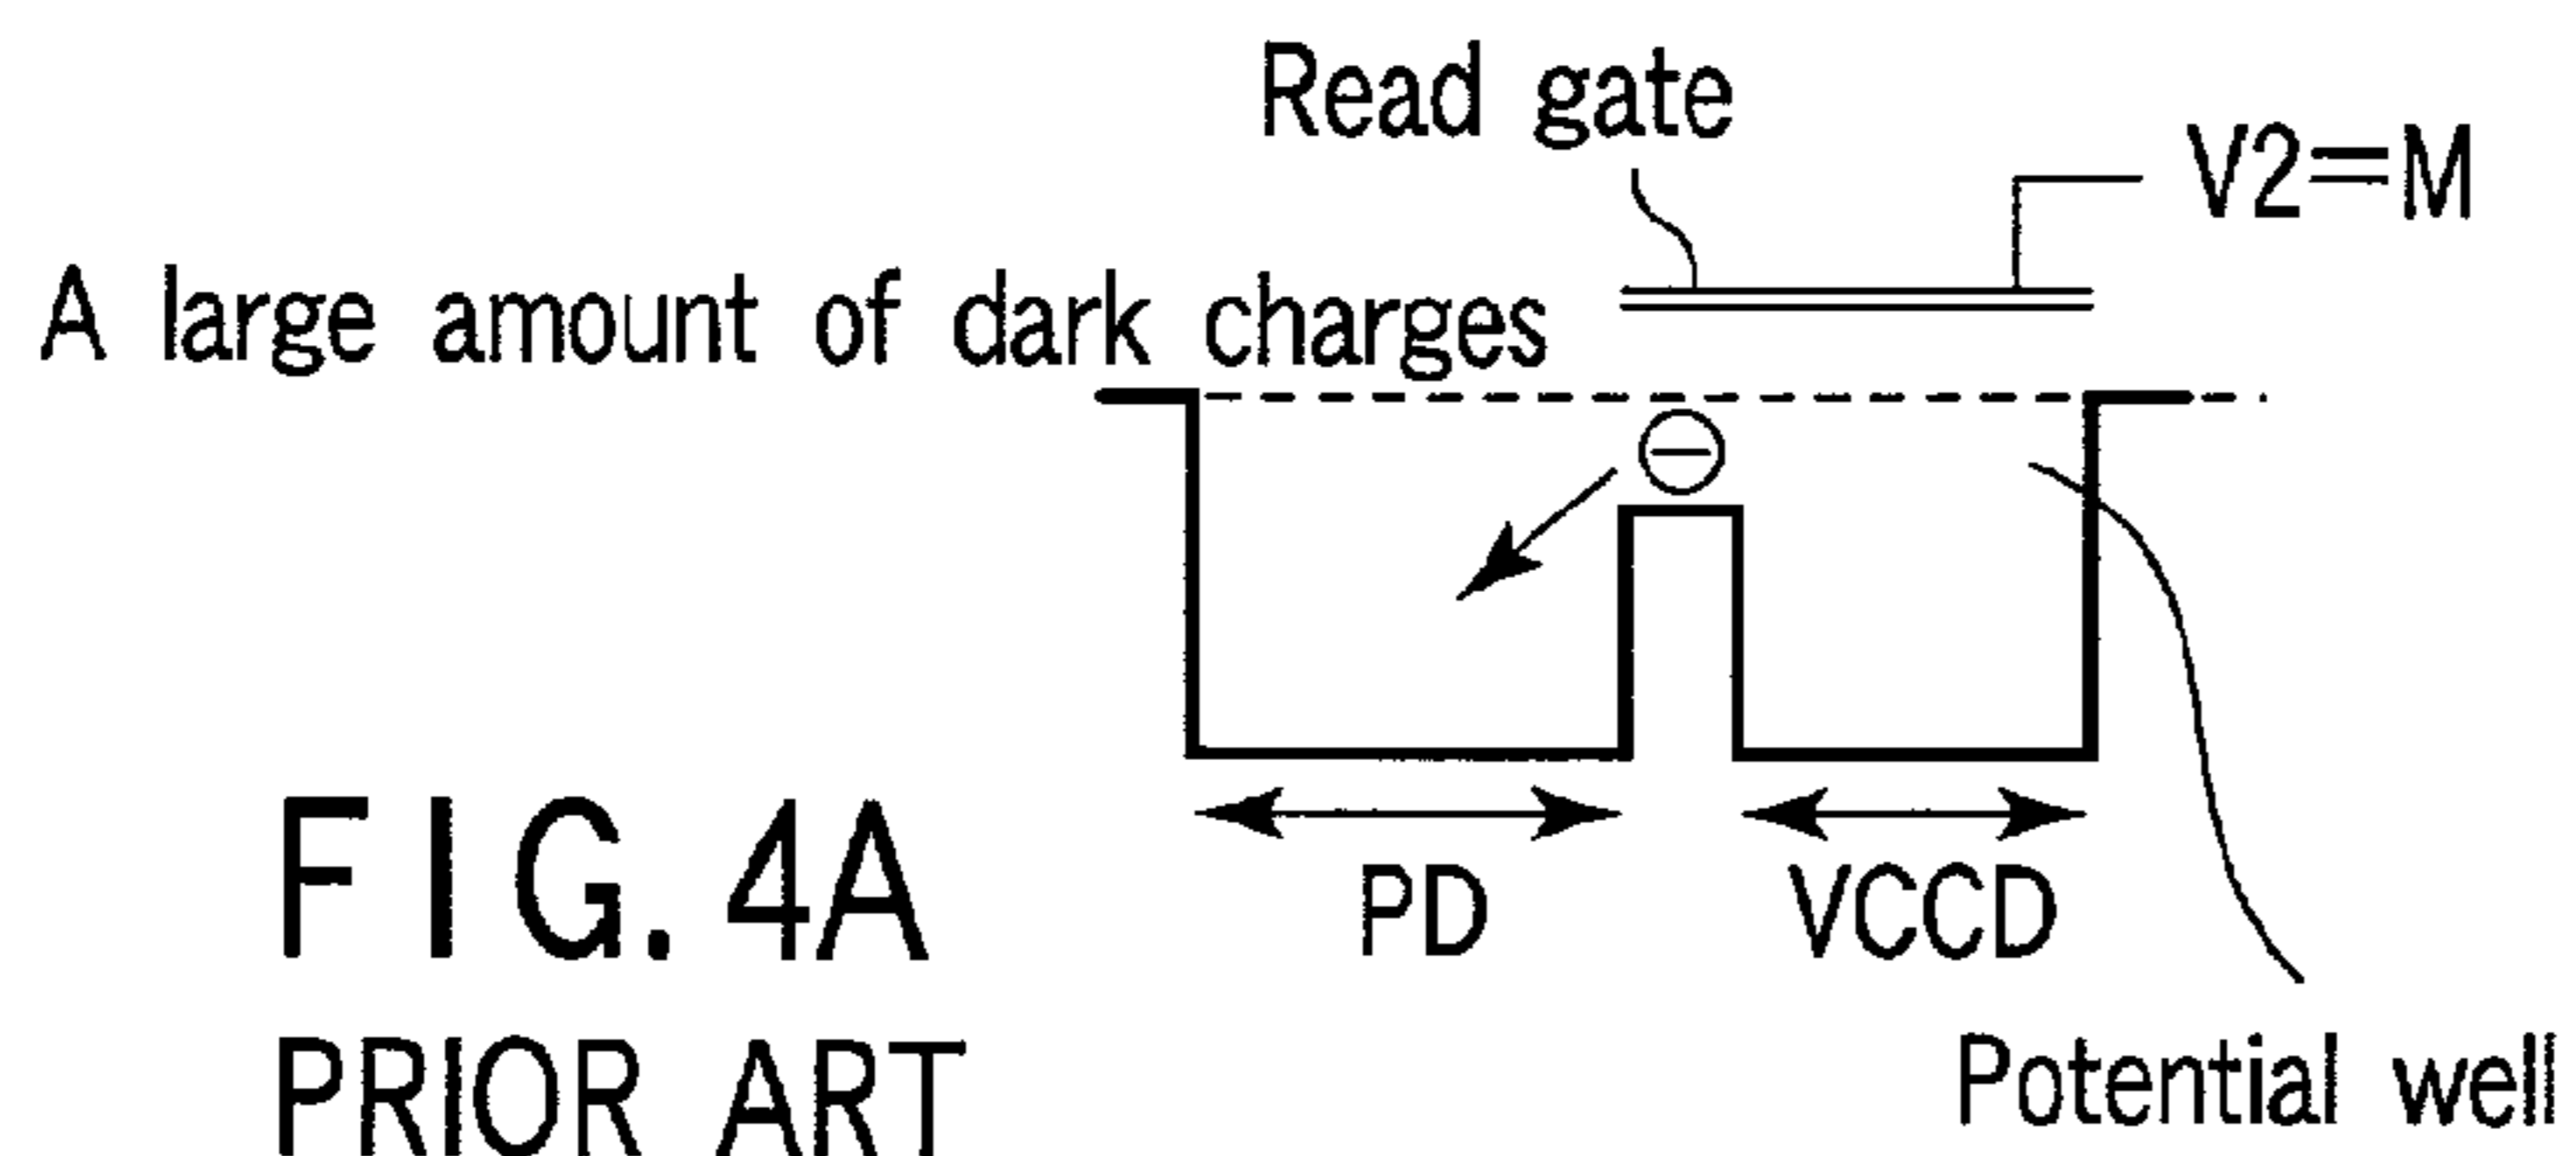 Read gate
V2=M
A large amount of dark charges
PD
VCCD
FIG. 4A
PRIOR ART
Potential well